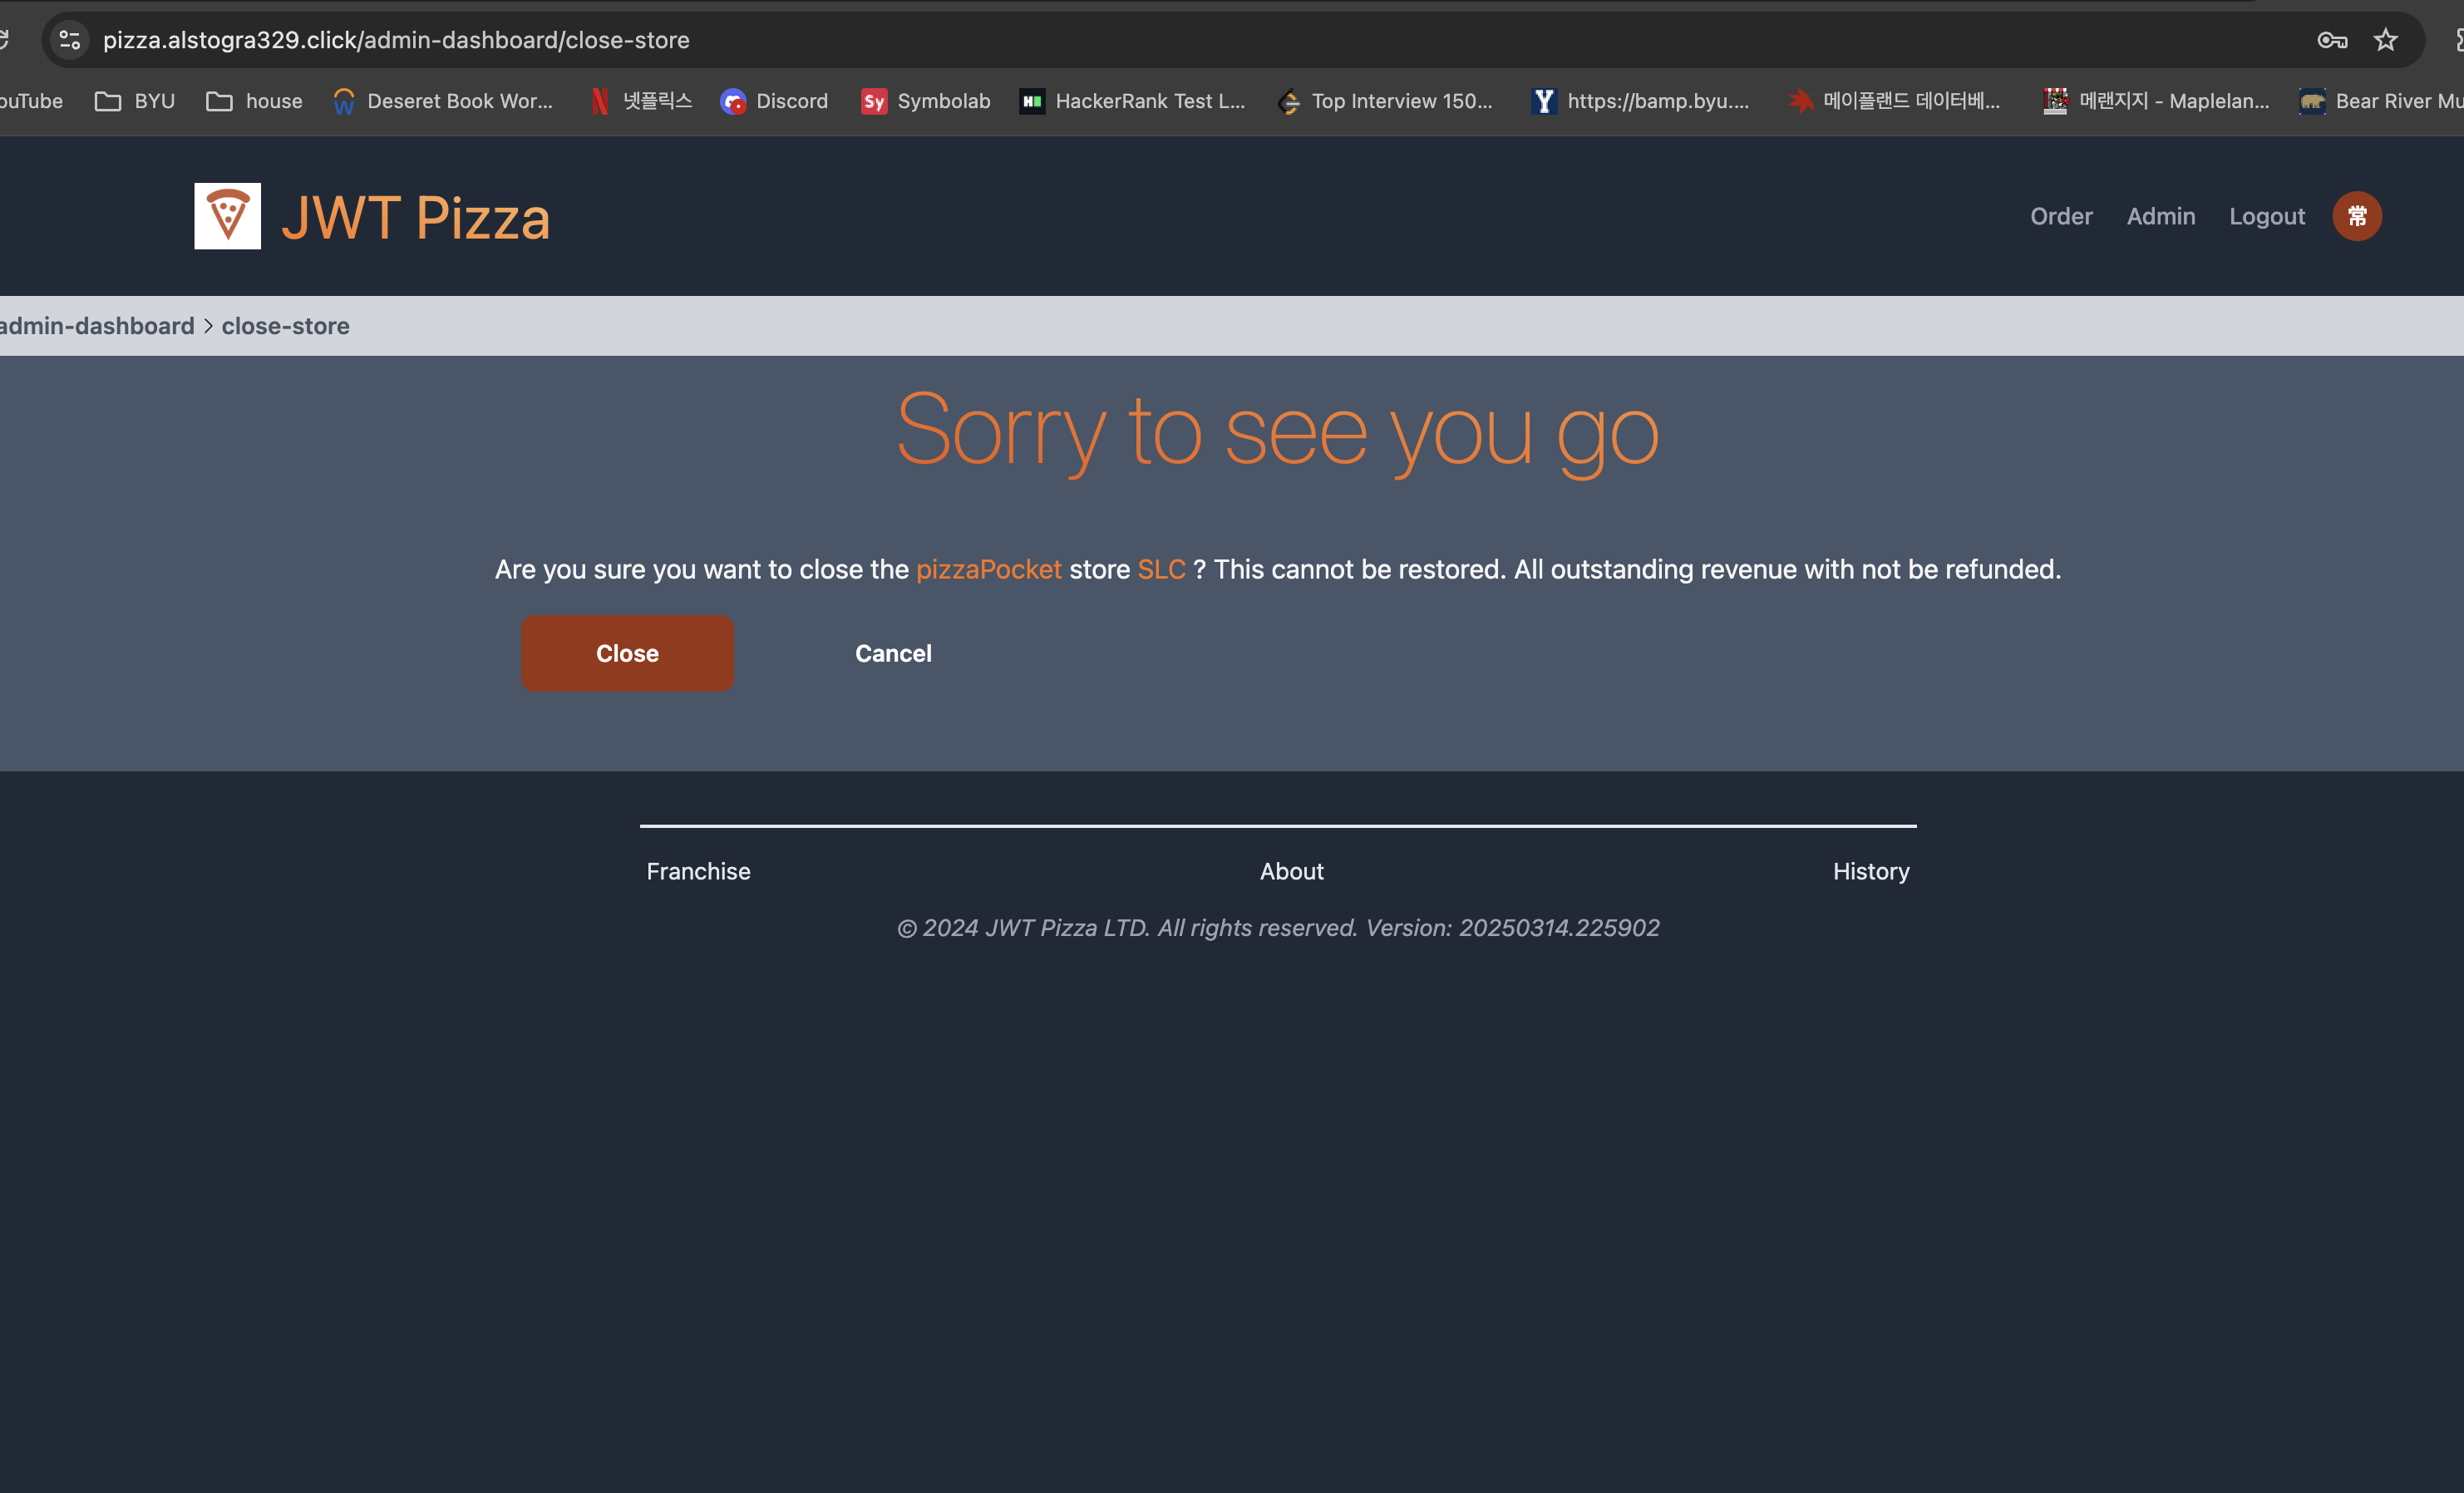 pizza.alstogra329.click/admin-dashboard/close-store
ouTube BYU house Deseret Book Wor... 넷플릭스 Discord Symbolab HackerRank Test L... Top Interview 150... https://bamp.byu.... 메이플랜드 데이터베... 메랜지지 - Maplelan... Bear River Mu
JWT Pizza Order Admin Logout 常
admin-dashboard > close-store
Sorry to see you go
Are you sure you want to close the pizzaPocket store SLC ? This cannot be restored. All outstanding revenue with not be refunded.
Close Cancel
Franchise About History
© 2024 JWT Pizza LTD. All rights reserved. Version: 20250314.225902